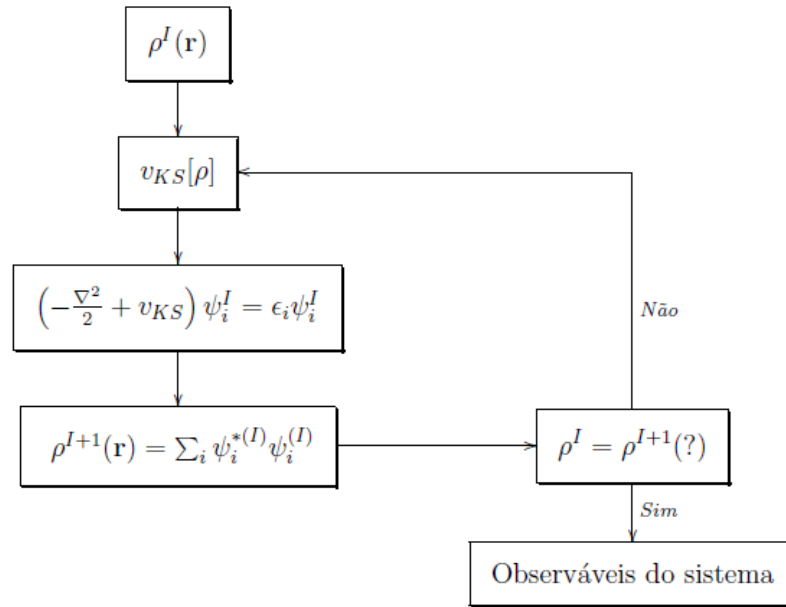 ρ^I(r)
v_{KS}[ρ]
(-∇²/2 + v_{KS}) ψ_i^I = ϵ_i ψ_i^I
Não
ρ^{I+1}(r) = ∑_i ψ_i^{*(I)} ψ_i^{(I)}
ρ^I = ρ^{I+1}(?)
Sim
Observáveis do sistema